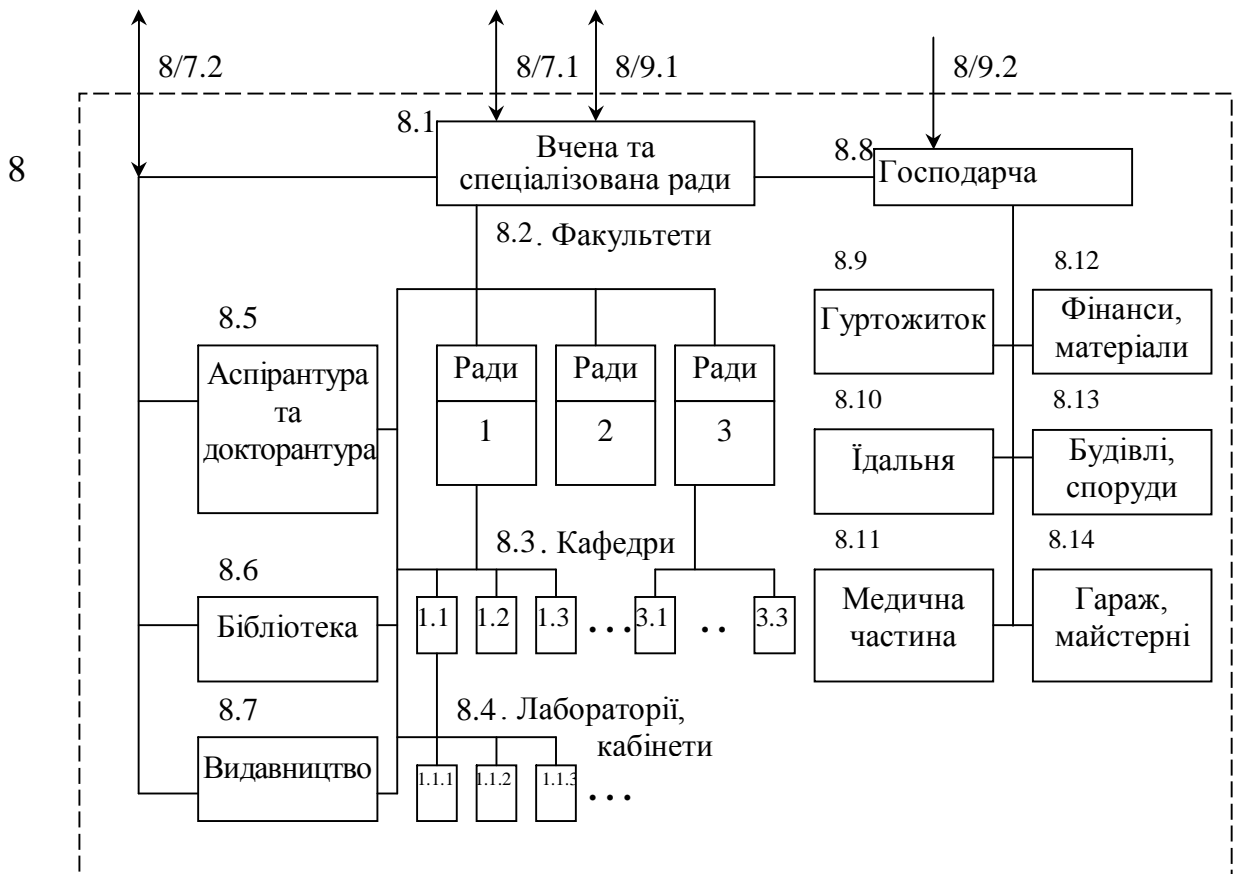 8/7.2
8/7.1
8/9.1
8/9.2
8
8.1
Вчена та
спеціалізована ради
8.8
Господарча
8.2. Факультети
8.9
8.12
Гуртожиток
Фінанси,
матеріали
8.5
Аспірантура
та
докторантура
Ради
Ради
Ради
1
2
3
8.10
8.13
Їдальня
Будівлі,
споруди
8.3. Кафедри
8.11
8.14
8.6
Бібліотека
1.1
1.2
1.3
...
3.1
..
3.3
Медична
частина
Гараж,
майстерні
8.7
Видавництво
8.4. Лабораторії,
кабінети
1.1.1
1.1.2
1.1.3
...